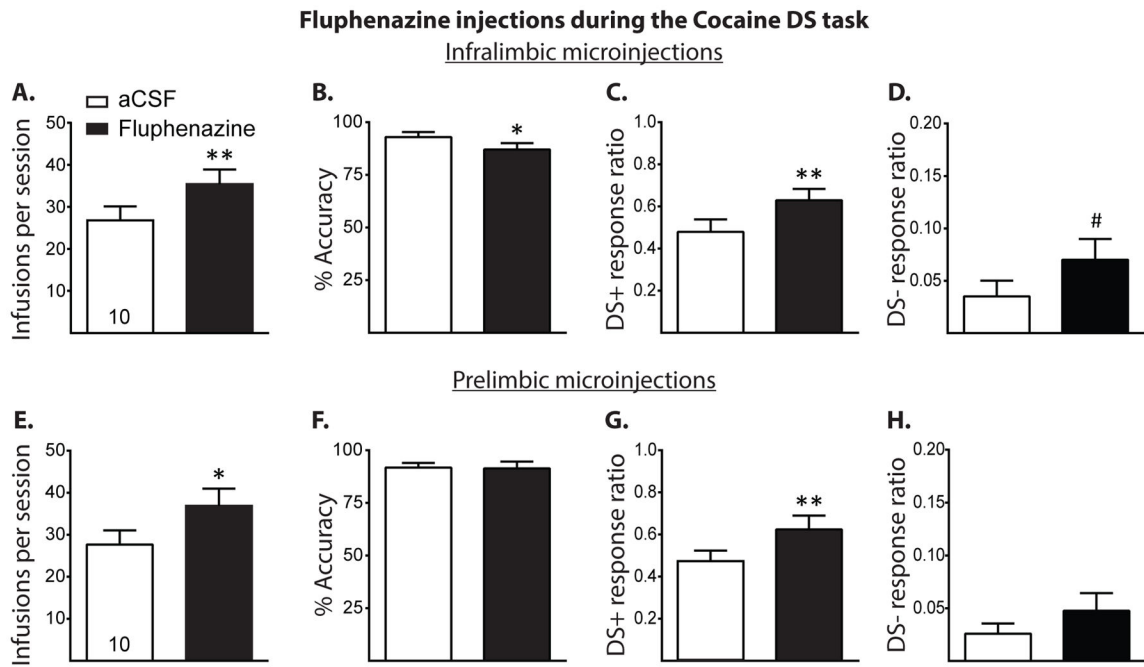 Fluphenazine injections during the Cocaine DS task
Infralimbic microinjections
A.
aCSF
Fluphenazine
Infusions per session
50
40
30
20
10
**
10
B.
% Accuracy
100
75
50
25
*
C.
DS+ response ratio
1.0
0.8
0.6
0.4
0.2
**
D.
DS- response ratio
0.20
0.15
0.10
0.05
#
Prelimbic microinjections
E.
Infusions per session
50
40
30
20
10
*
10
F.
% Accuracy
100
75
50
25
G.
DS+ response ratio
1.0
0.8
0.6
0.4
0.2
**
H.
DS- response ratio
0.20
0.15
0.10
0.05